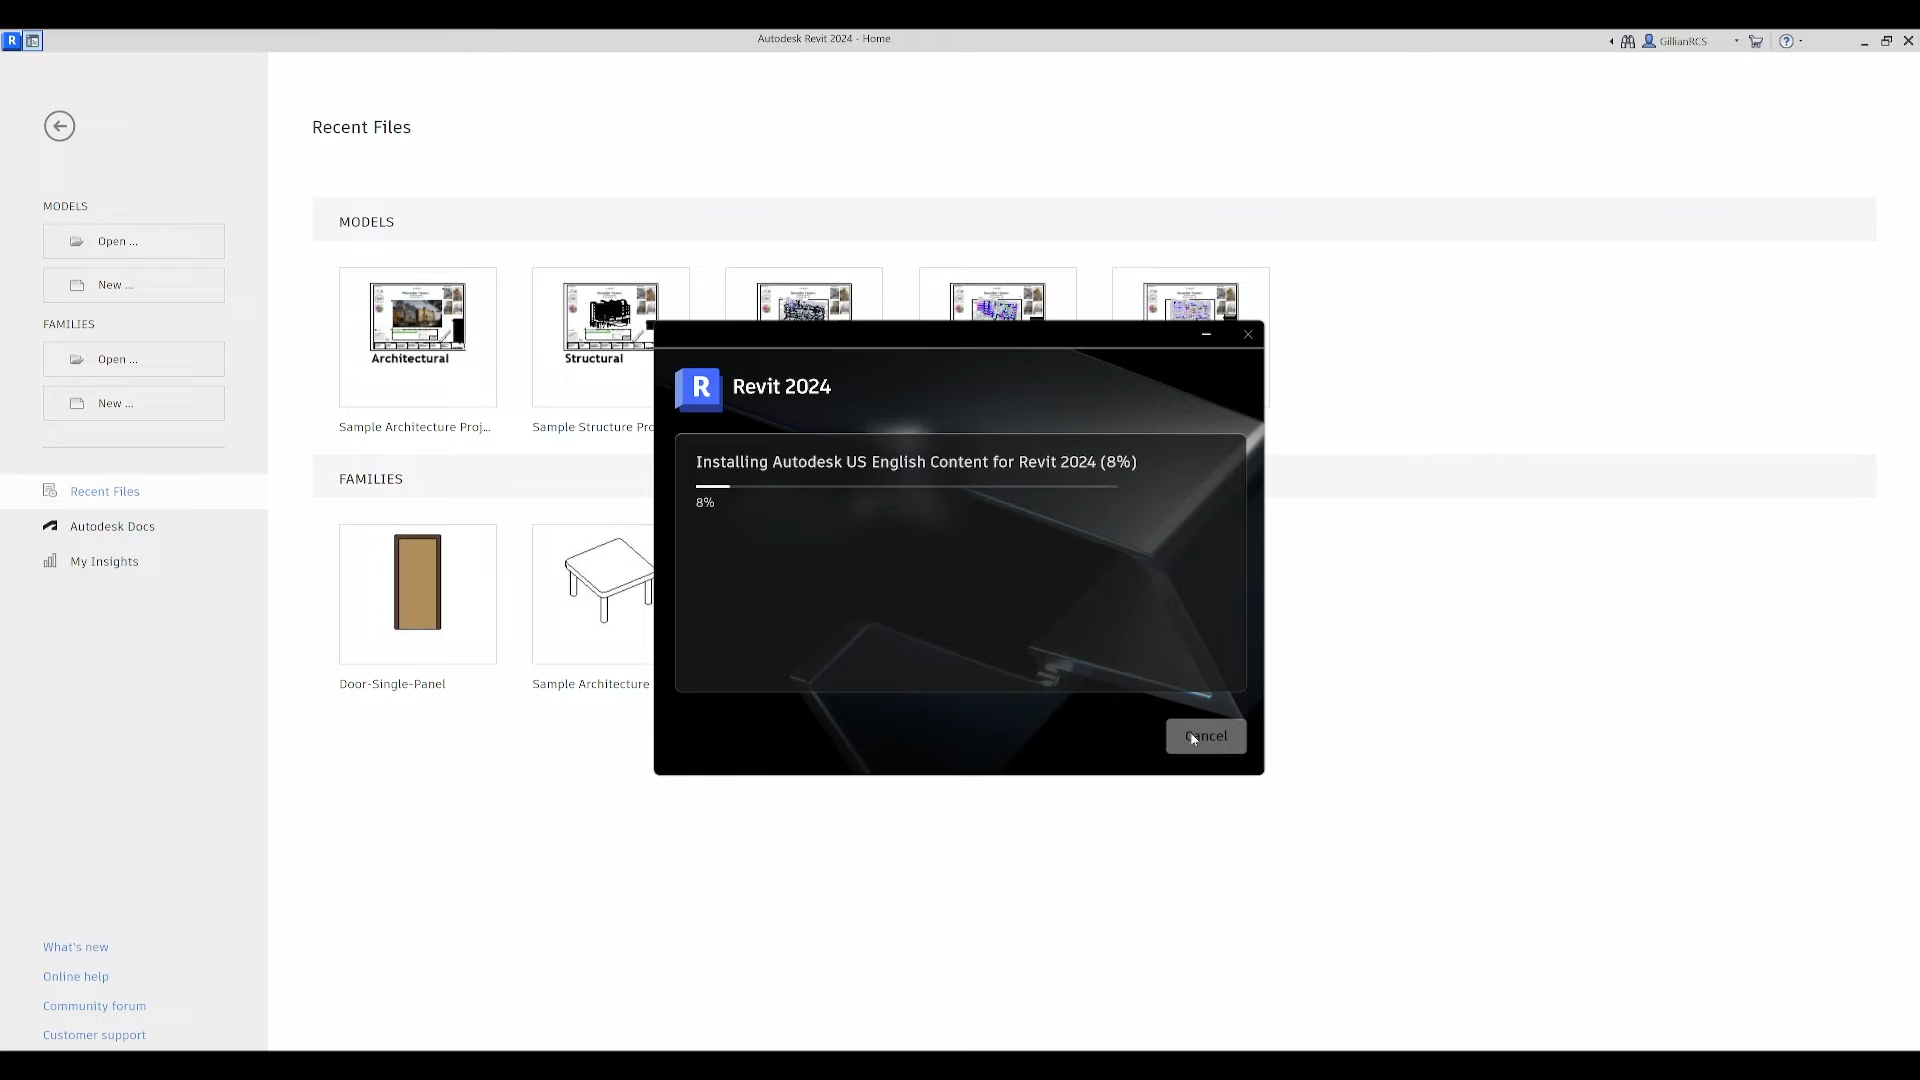 R
Autodesk Revit 2024 - Home
GillianRCS
Recent Files
MODELS
Open ...
New ...
FAMILIES
Open ...
New ...
Recent Files
Autodesk Docs
My Insights
What's new
Online help
Community forum
Customer support
MODELS
Architectural
Structural
Sample Architecture Proj...
Sample Structure Pro
FAMILIES
Door-Single-Panel
Sample Architecture
R Revit 2024
Installing Autodesk US English Content for Revit 2024 (8%)
8%
Cancel